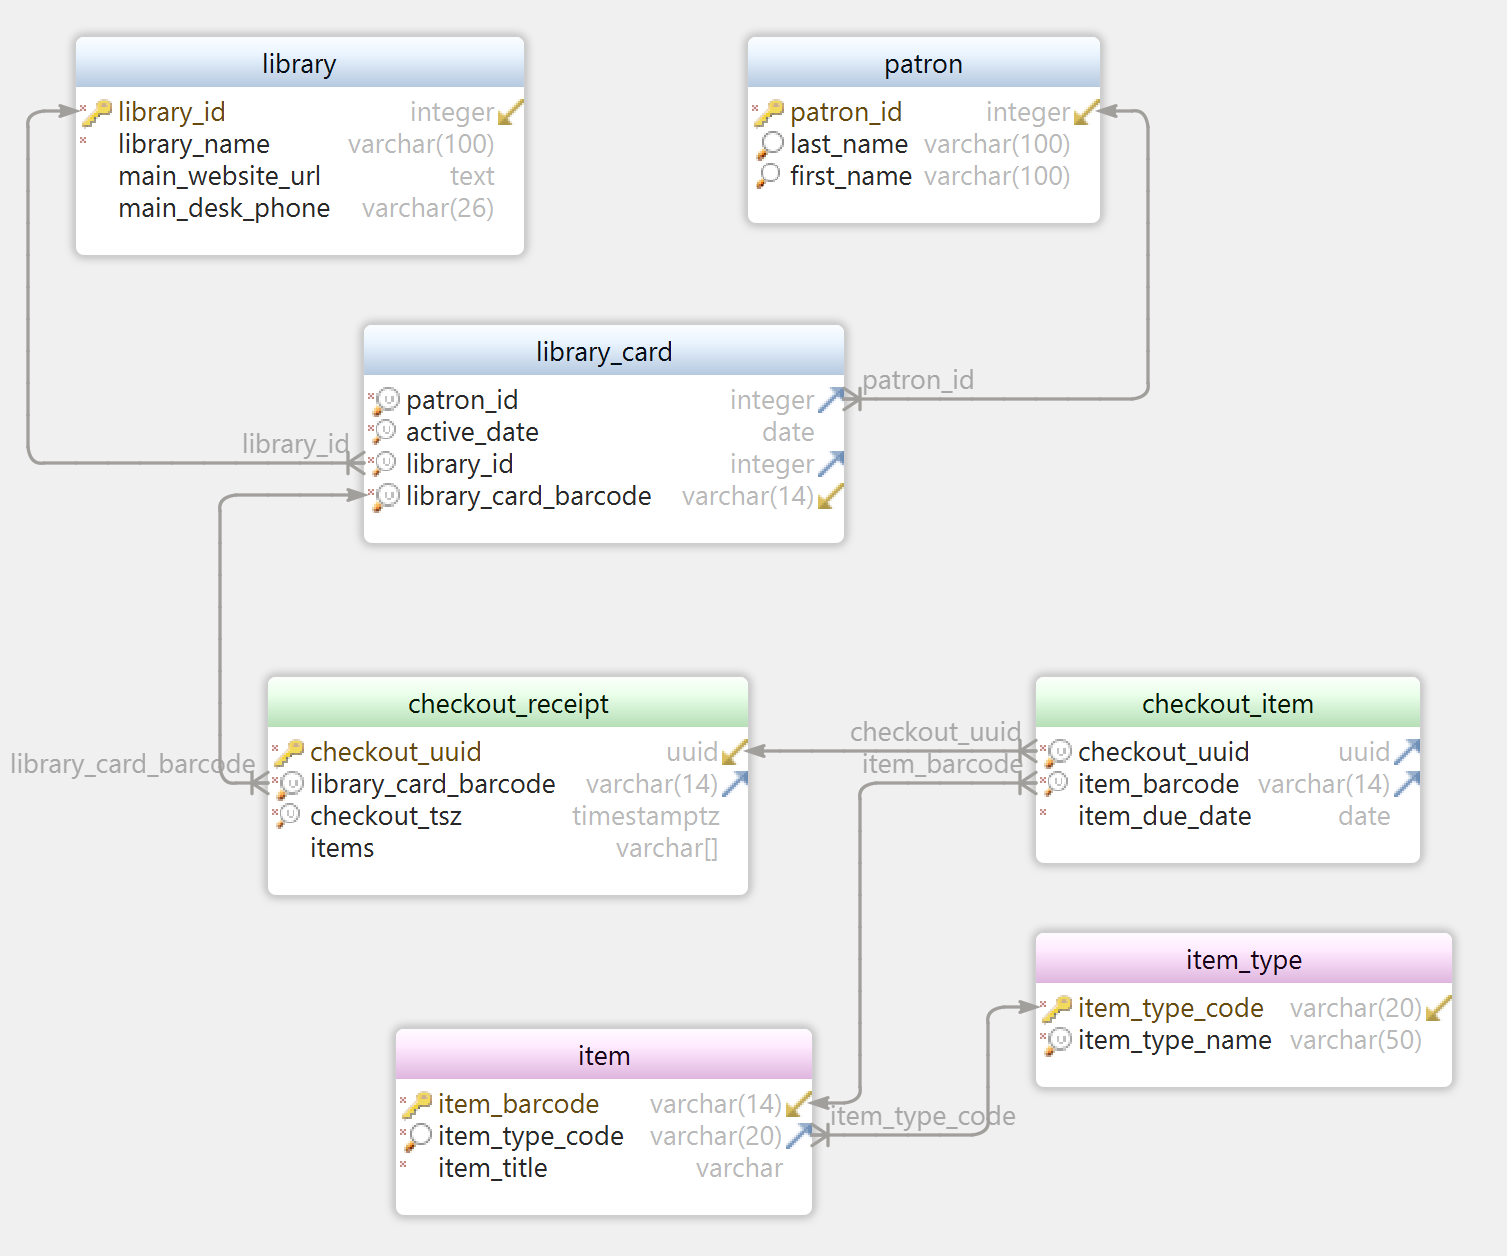 library
library_id integer
library_name varchar(100)
main_website_url text
main_desk_phone varchar(26)
patron
patron_id integer
last_name varchar(100)
first_name varchar(100)
library_card
patron_id integer
active_date date
library_id integer
library_card_barcode varchar(14)
patron_id
library_id
checkout_receipt
checkout_uuid uuid
library_card_barcode varchar(14)
checkout_tsz timestamptz
items varchar[]
library_card_barcode
checkout_uuid
item_barcode
checkout_item
checkout_uuid uuid
item_barcode varchar(14)
item_due_date date
item_type
item_type_code varchar(20)
item_type_name varchar(50)
item
item_barcode varchar(14)
item_type_code varchar(20)
item_title varchar
item_type_code